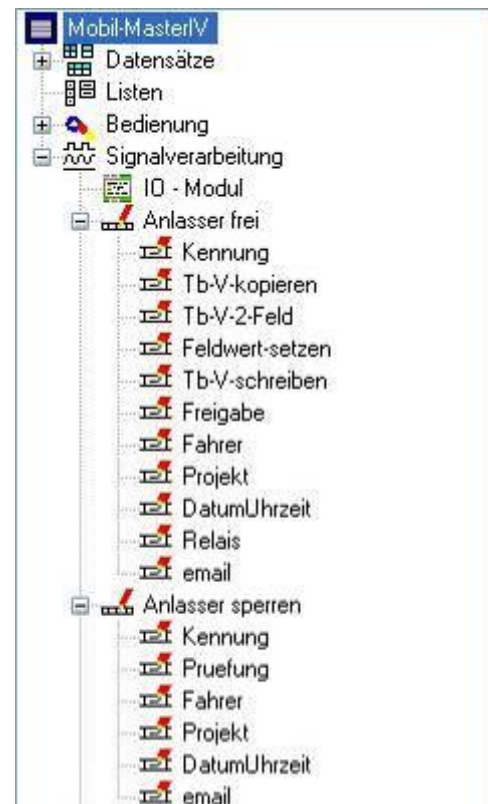 Mobil-MasterIV
Datensätze
Listen
Bedienung
Signalverarbeitung
IO - Modul
Anlasser frei
Kennung
Tb-V-kopieren
Tb-V-2-Feld
Feldwert-setzen
Tb-V-schreiben
Freigabe
Fahrer
Projekt
DatumUhrzeit
Relais
email
Anlasser sperren
Kennung
Pruefung
Fahrer
Projekt
DatumUhrzeit
email